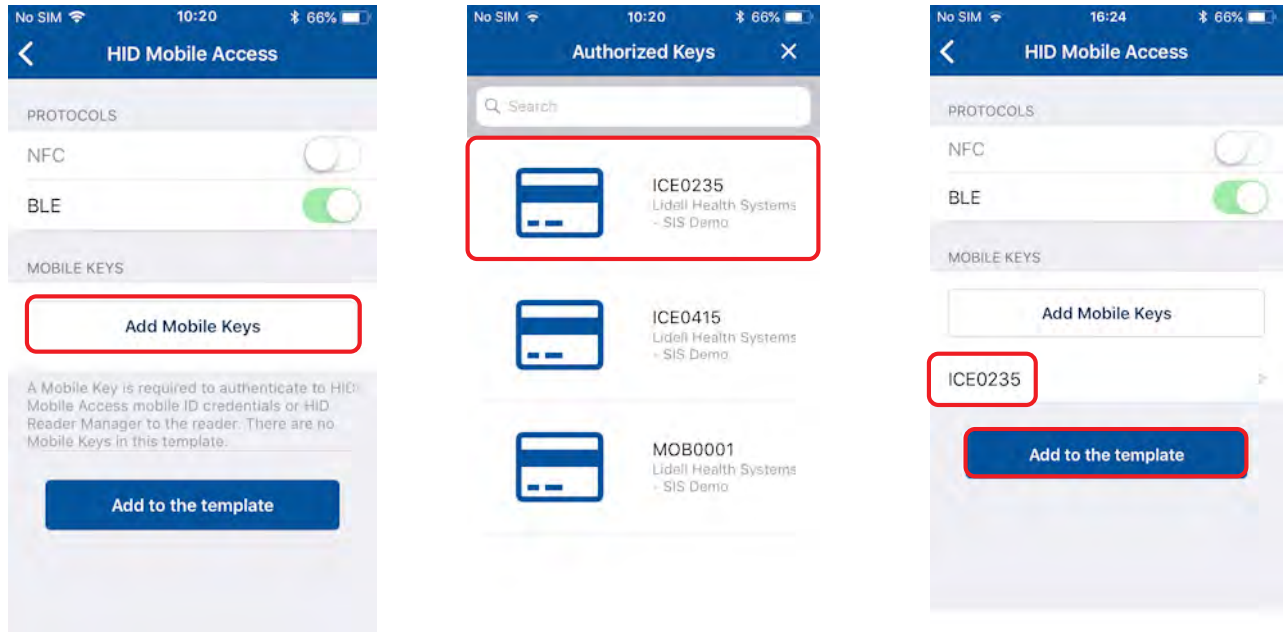 No SIM 10:20 66%
HID Mobile Access
PROTOCOLS
NFC
BLE
MOBILE KEYS
Add Mobile Keys
A Mobile Key is required to authenticate to HID
Mobile Access mobile ID credentials or HID
Reader Manager to the reader. There are no
Mobile Keys in this template.
Add to the template
No SIM 10:20 66%
Authorized Keys
Search
ICE0235
Lidell Health Systems
- SIS Demo
ICE0415
Lidell Health Systems
- SIS Demo
MOB0001
Lidell Health Systems
- SIS Demo
No SIM 16:24 66%
HID Mobile Access
PROTOCOLS
NFC
BLE
MOBILE KEYS
Add Mobile Keys
ICE0235
Add to the template